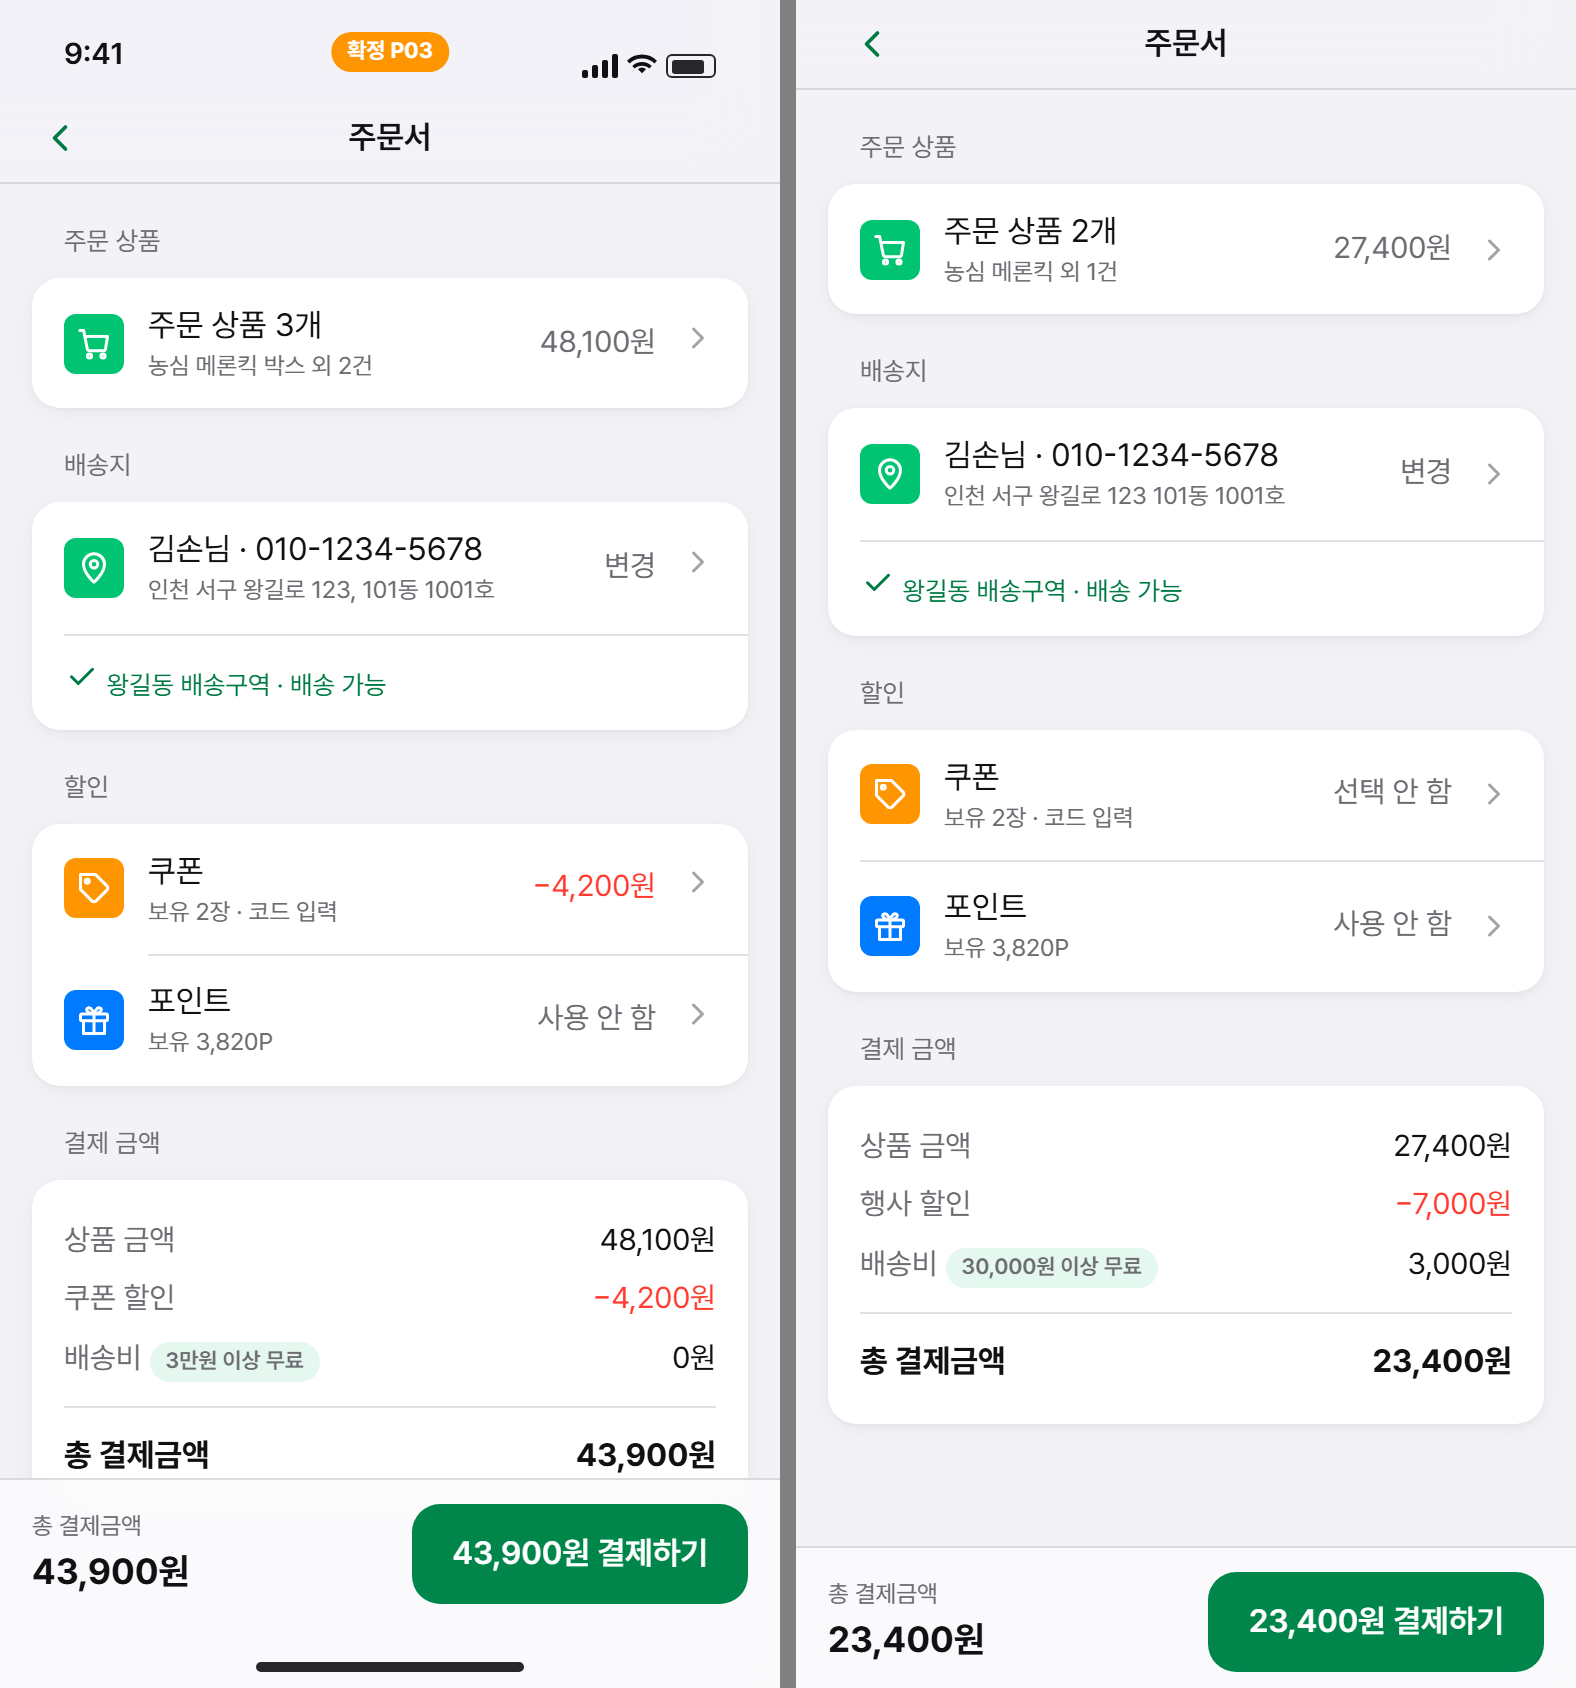 9:41
확정 P03
주문서
주문 상품
주문 상품 3개
농심 메론킥 박스 외 2건
48,100원
배송지
김손님 · 010-1234-5678
인천 서구 왕길로 123, 101동 1001호
변경
왕길동 배송구역 · 배송 가능
할인
쿠폰
보유 2장 · 코드 입력
−4,200원
포인트
보유 3,820P
사용 안 함
결제 금액
상품 금액
48,100원
쿠폰 할인
−4,200원
배송비 3만원 이상 무료
0원
총 결제금액
43,900원
총 결제금액
43,900원
43,900원 결제하기
주문서
주문 상품
주문 상품 2개
농심 메론킥 외 1건
27,400원
배송지
김손님 · 010-1234-5678
인천 서구 왕길로 123 101동 1001호
변경
왕길동 배송구역 · 배송 가능
할인
쿠폰
보유 2장 · 코드 입력
선택 안 함
포인트
보유 3,820P
사용 안 함
결제 금액
상품 금액
27,400원
행사 할인
−7,000원
배송비 30,000원 이상 무료
3,000원
총 결제금액
23,400원
총 결제금액
23,400원
23,400원 결제하기